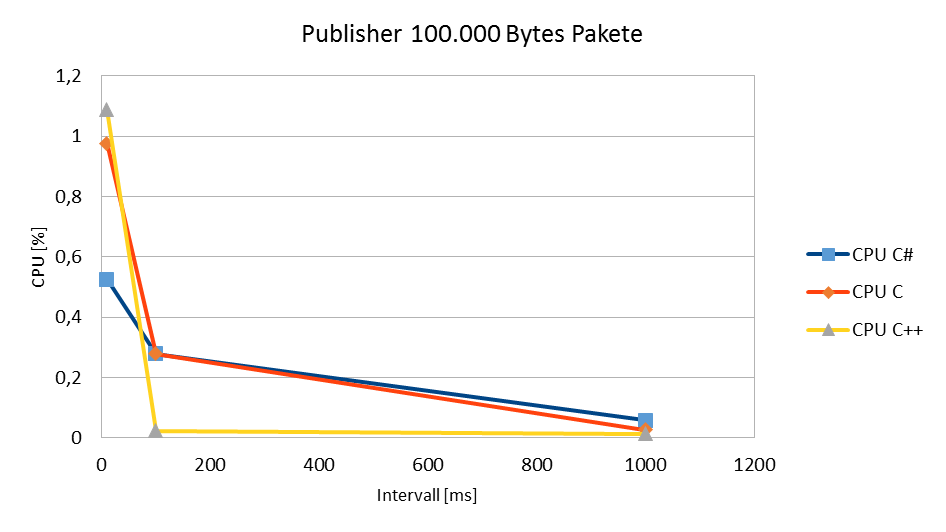 Publisher 100.000 Bytes Pakete
1,2
1
0,8
0,6
0,4
0,2
0
CPU [%]
0 200 400 600 800 1000 1200
Intervall [ms]
CPU C#
CPU C
CPU C++